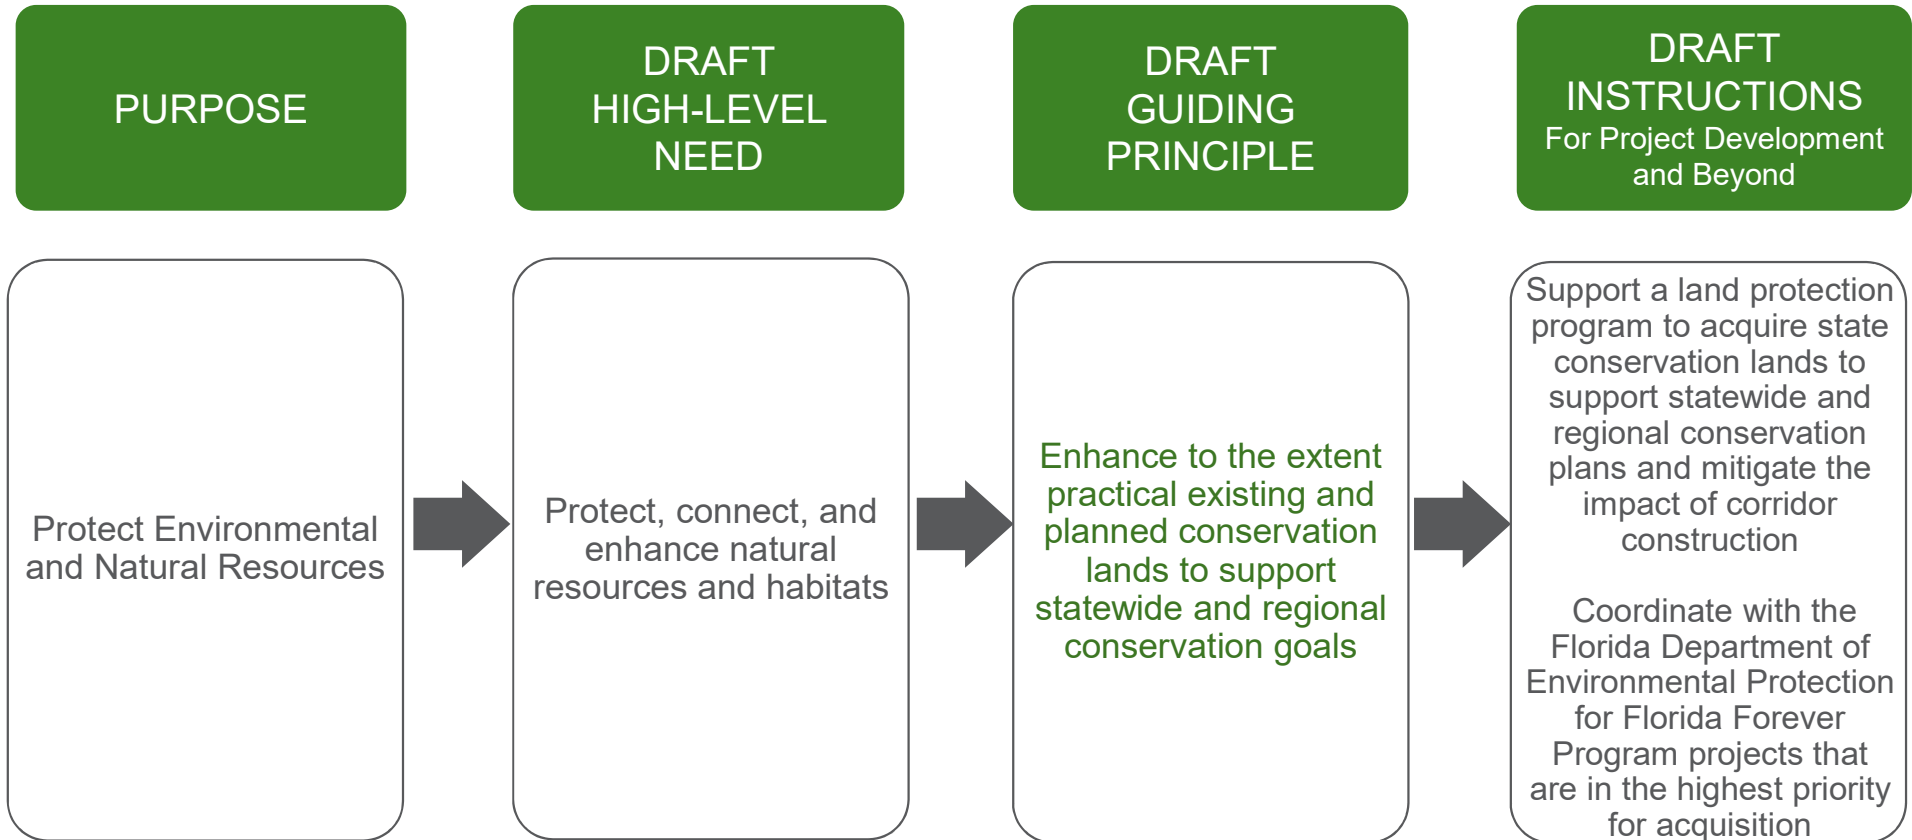 PURPOSE
DRAFT
HIGH-LEVEL
NEED
DRAFT
GUIDING
PRINCIPLE
DRAFT
INSTRUCTIONS
For Project Development
and Beyond
Protect Environmental
and Natural Resources
Protect, connect, and
enhance natural
resources and habitats
Enhance to the extent
practical existing and
planned conservation
lands to support
statewide and regional
conservation goals
Support a land protection
program to acquire state
conservation lands to
support statewide and
regional conservation
plans and mitigate the
impact of corridor
construction
Coordinate with the
Florida Department of
Environmental Protection
for Florida Forever
Program projects that
are in the highest priority
for acquisition